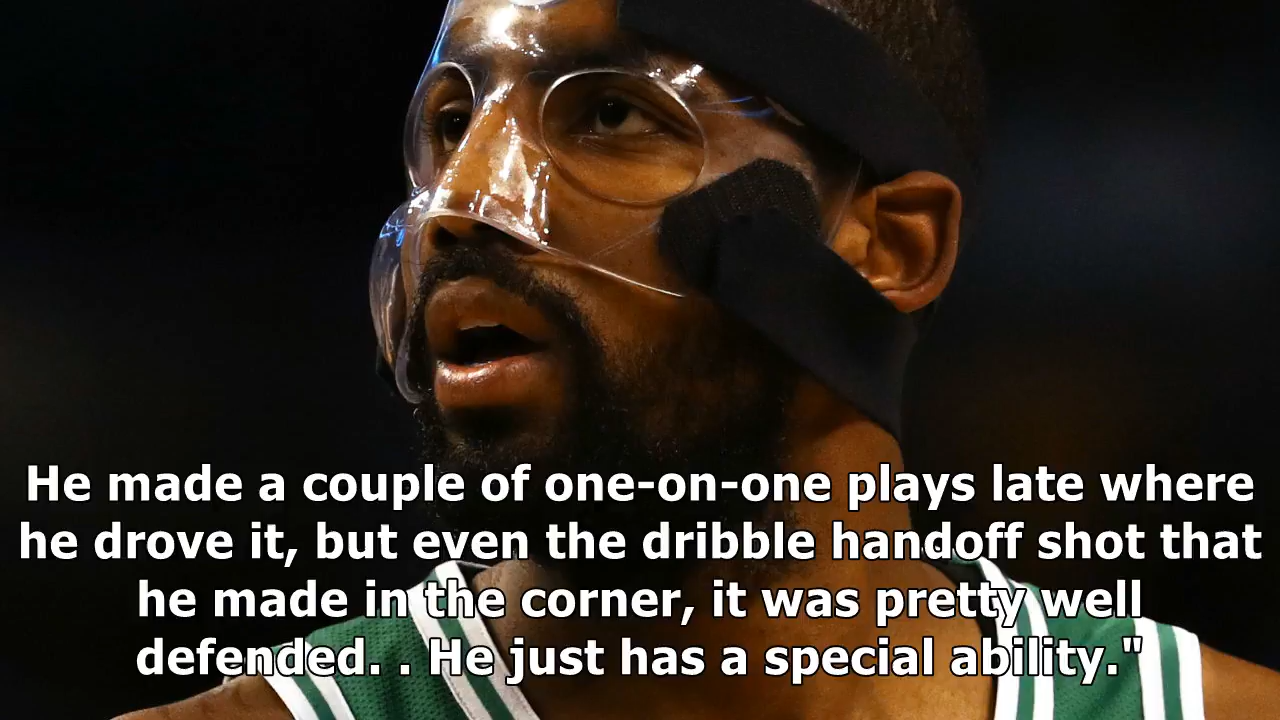 He made a couple of one-on-one plays late where
he drove it, but even the dribble handoff shot that
he made in the corner, it was pretty well
defended. . He just has a special ability."